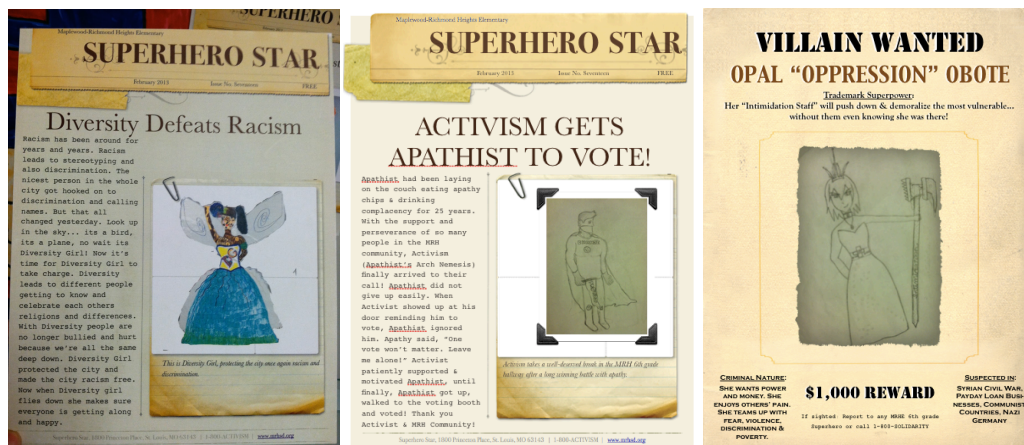 Maplewood-Richmond Heights Elementary
SUPERHERO STAR
February 2013 Issue No. Seventeen FREE
Diversity Defeats Racism
Racism has been around for
years and years. Racism
leads to stereotyping and
also discrimination. The
nicest person in the whole
city got hooked on to
discrimination and calling
names. But that all
changed yesterday. Look up
in the sky... its a bird,
its a plane, no wait its
Diversity Girl! Now it's
time for Diversity Girl to
take charge. Diversity
leads to different people
getting to know and
celebrate each others
religions and differences.
With Diversity people are
no longer bullied and hurt
because we're all the same
deep down. Diversity Girl
protected the city and
made the city racism free.
Now when Diversity girl
flies down she makes sure
everyone is getting along
and happy.
This is Diversity Girl, protecting the city once again racism and
discrimination.
Superhero Star, 1800 Princeton Place, St. Louis, MO 63143 | 1-800-ACTIVISM | www.mrhsd.org
Maplewood-Richmond Heights Elementary
SUPERHERO STAR
February 2013 Issue No. Seventeen FREE
ACTIVISM GETS
APATHIST TO VOTE!
Apathist had been laying
on the couch eating apathy
chips & drinking
complacency for 25 years.
With the support and
perseverance of so many
people in the MRH
community, Activism
(Apathist's Arch Nemesis)
finally arrived to their
call! Apathist did not
give up easily. When
Activist showed up at his
door reminding him to
vote, Apathist ignored
him. Apathy said, "One
vote won't matter. Leave
me alone!" Activist
patiently supported &
motivated Apathist, until
finally, Apathist got up,
walked to the voting booth
and voted! Thank you
Activist & MRH Community!
Activism takes a well-deserved break in the MRH 6th grade
hallway after a long winning battle with apathy.
Superhero Star, 1800 Princeton Place, St. Louis, MO 63143 | 1-800-ACTIVISM | www.mrhsd.org
VILLAIN WANTED
OPAL "OPPRESSION" OBOTE
Trademark Superpower:
Her "Intimidation Staff" will push down & demoralize the most vulnerable...
without them even knowing she was there!
CRIMINAL NATURE:
SHE WANTS POWER
AND MONEY. SHE
ENJOYS OTHERS' PAIN.
SHE TEAMS UP WITH
FEAR, VIOLENCE,
DISCRIMINATION &
POVERTY.
$1,000 REWARD
If sighted: Report to any MRHE 6th grade
Superhero or call 1-800-SOLIDARITY
SUSPECTED IN:
SYRIAN CIVIL WAR,
PAYDAY LOAN BUSI-
NESSES, COMMUNIST
COUNTRIES, NAZI
GERMANY